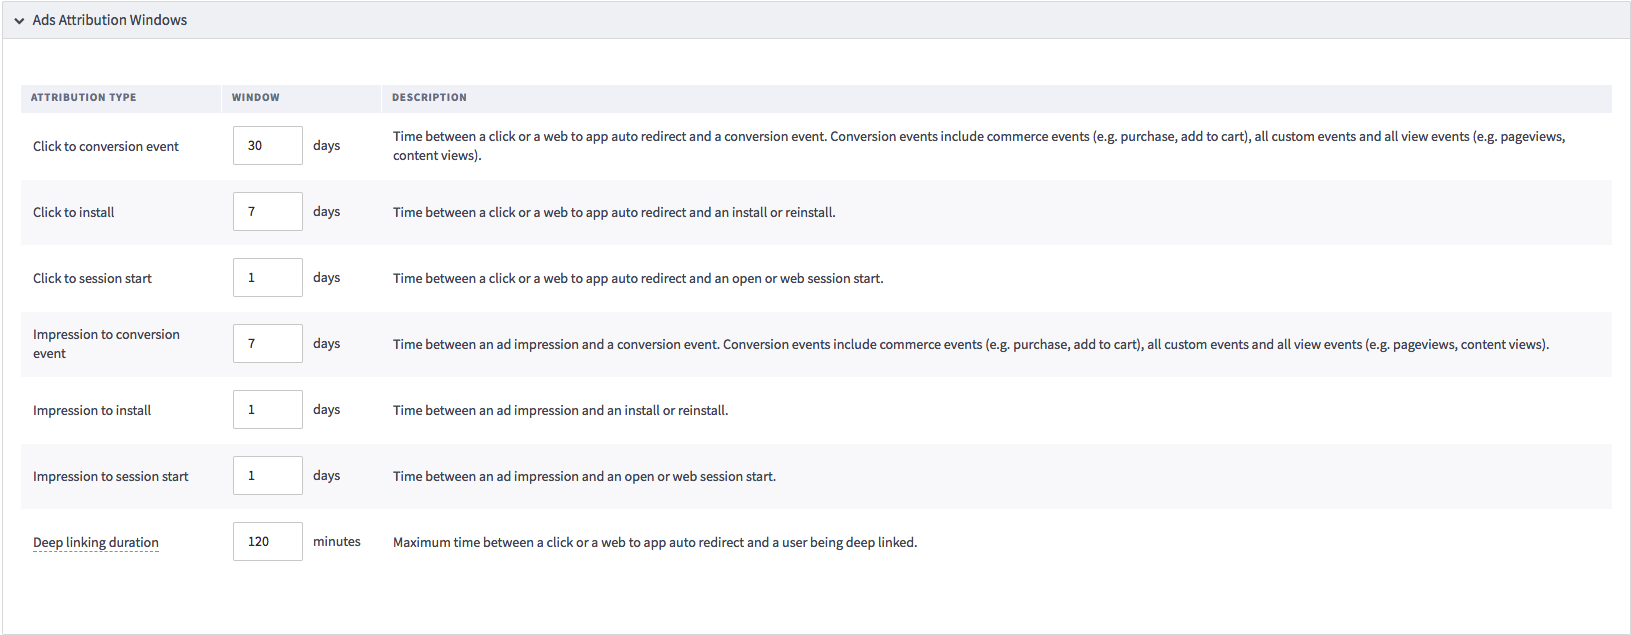 Ads Attribution Windows
ATTRIBUTION TYPE WINDOW DESCRIPTION
Click to conversion event 30 days Time between a click or a web to app auto redirect and a conversion event. Conversion events include commerce events (e.g. purchase, add to cart), all custom events and all view events (e.g. pageviews,
content views).
Click to install 7 days Time between a click or a web to app auto redirect and an install or reinstall.
Click to session start 1 days Time between a click or a web to app auto redirect and an open or web session start.
Impression to conversion
event 7 days Time between an ad impression and a conversion event. Conversion events include commerce events (e.g. purchase, add to cart), all custom events and all view events (e.g. pageviews, content views).
Impression to install 1 days Time between an ad impression and an install or reinstall.
Impression to session start 1 days Time between an ad impression and an open or web session start.
Deep linking duration 120 minutes Maximum time between a click or a web to app auto redirect and a user being deep linked.